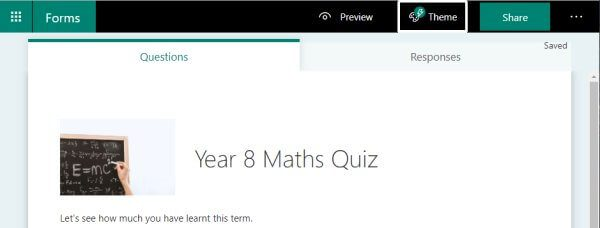 Forms Preview Theme Share ...
Saved
Questions Responses
E=mc
Year 8 Maths Quiz
Let's see how much you have learnt this term.